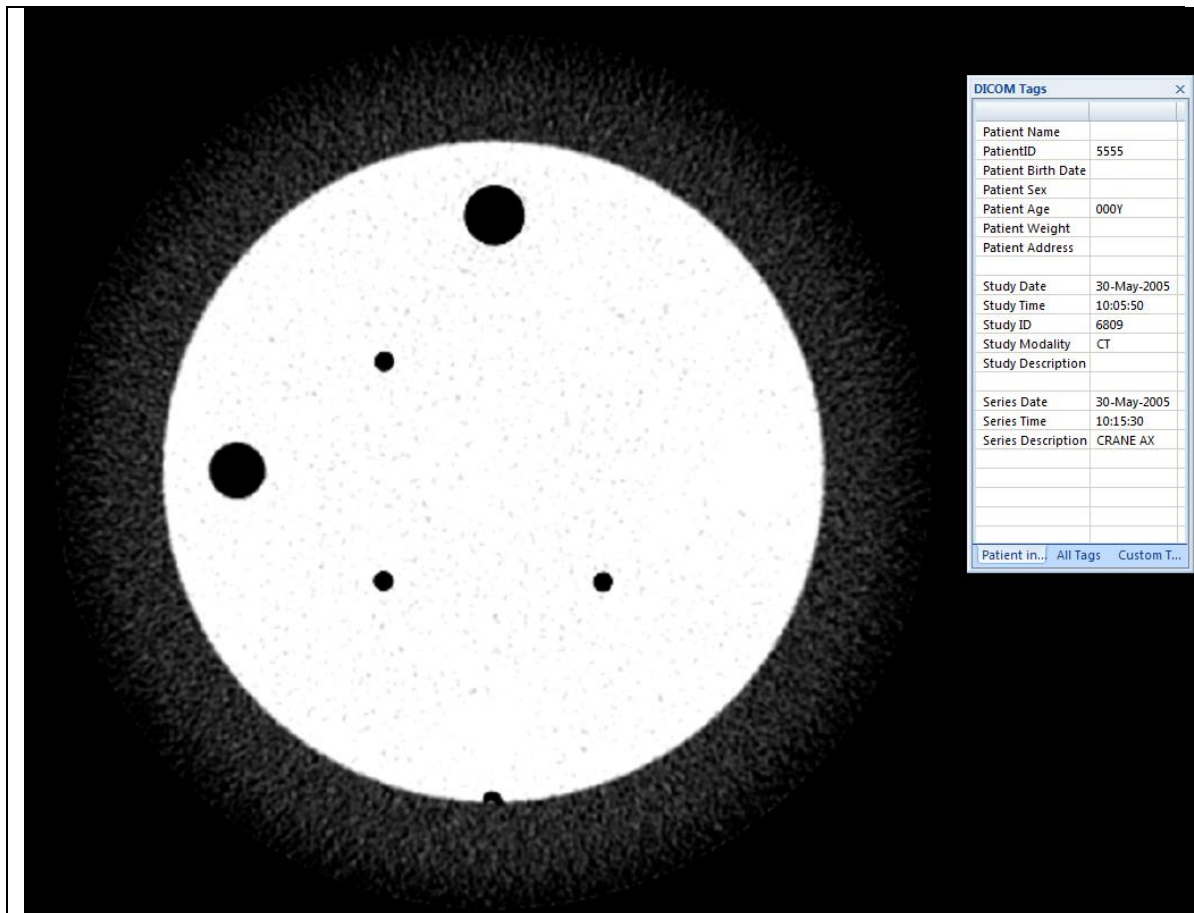 DICOM Tags
Patient Name
PatientID 5555
Patient Birth Date
Patient Sex
Patient Age 000Y
Patient Weight
Patient Address
Study Date 30-May-2005
Study Time 10:05:50
Study ID 6809
Study Modality CT
Study Description
Series Date 30-May-2005
Series Time 10:15:30
Series Description CRANE AX
Patient in... All Tags Custom T...